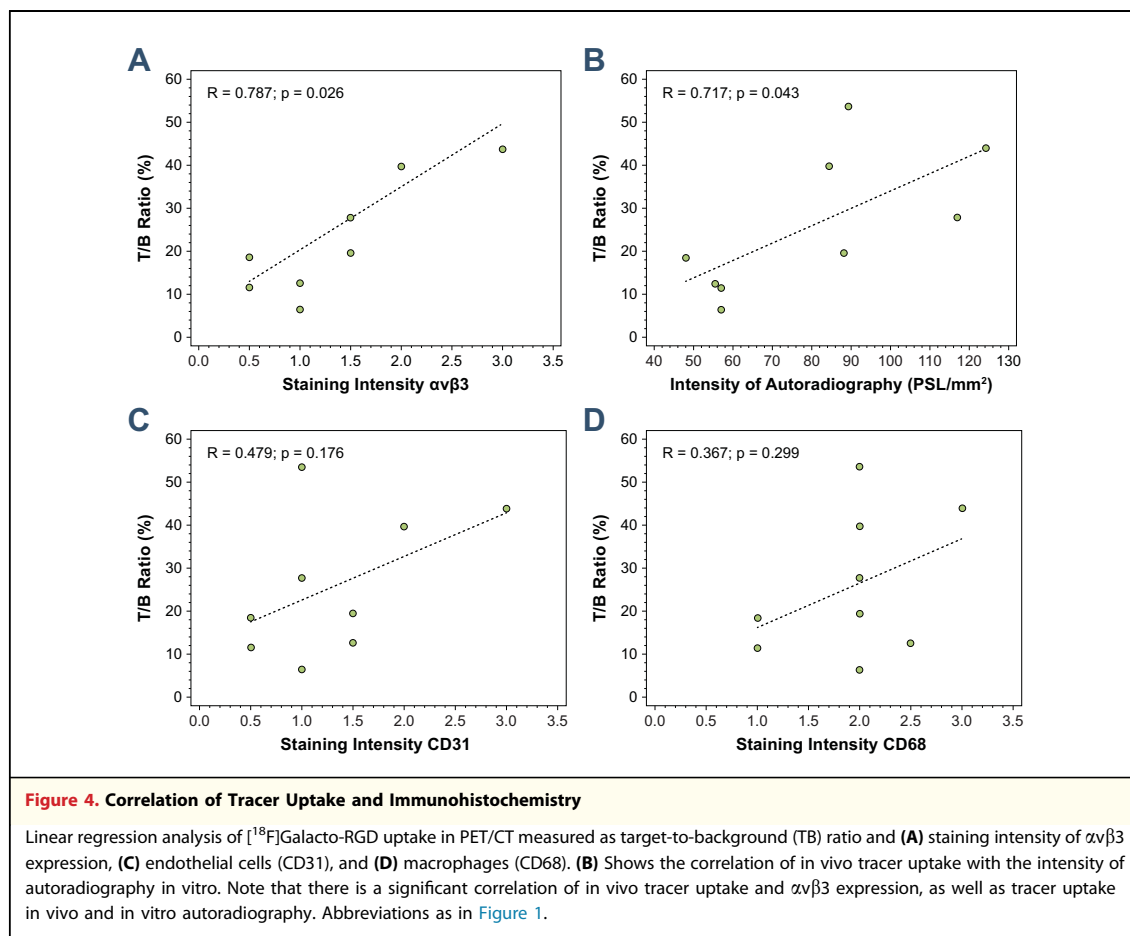 A
R = 0.787; p = 0.026
T/B Ratio (%)
60
50
40
30
20
10
0
0.0 0.5 1.0 1.5 2.0 2.5 3.0 3.5
Staining Intensity αvβ3
B
R = 0.717; p = 0.043
T/B Ratio (%)
60
50
40
30
20
10
0
40 50 60 70 80 90 100 110 120 130
Intensity of Autoradiography (PSL/mm²)
C
R = 0.479; p = 0.176
T/B Ratio (%)
60
50
40
30
20
10
0
0.0 0.5 1.0 1.5 2.0 2.5 3.0 3.5
Staining Intensity CD31
D
R = 0.367; p = 0.299
T/B Ratio (%)
60
50
40
30
20
10
0
0.0 0.5 1.0 1.5 2.0 2.5 3.0 3.5
Staining Intensity CD68
Figure 4. Correlation of Tracer Uptake and Immunohistochemistry
Linear regression analysis of [¹⁸F]Galacto-RGD uptake in PET/CT measured as target-to-background (TB) ratio and (A) staining intensity of αvβ3
expression, (C) endothelial cells (CD31), and (D) macrophages (CD68). (B) Shows the correlation of in vivo tracer uptake with the intensity of
autoradiography in vitro. Note that there is a significant correlation of in vivo tracer uptake and αvβ3 expression, as well as tracer uptake
in vivo and in vitro autoradiography. Abbreviations as in Figure 1.